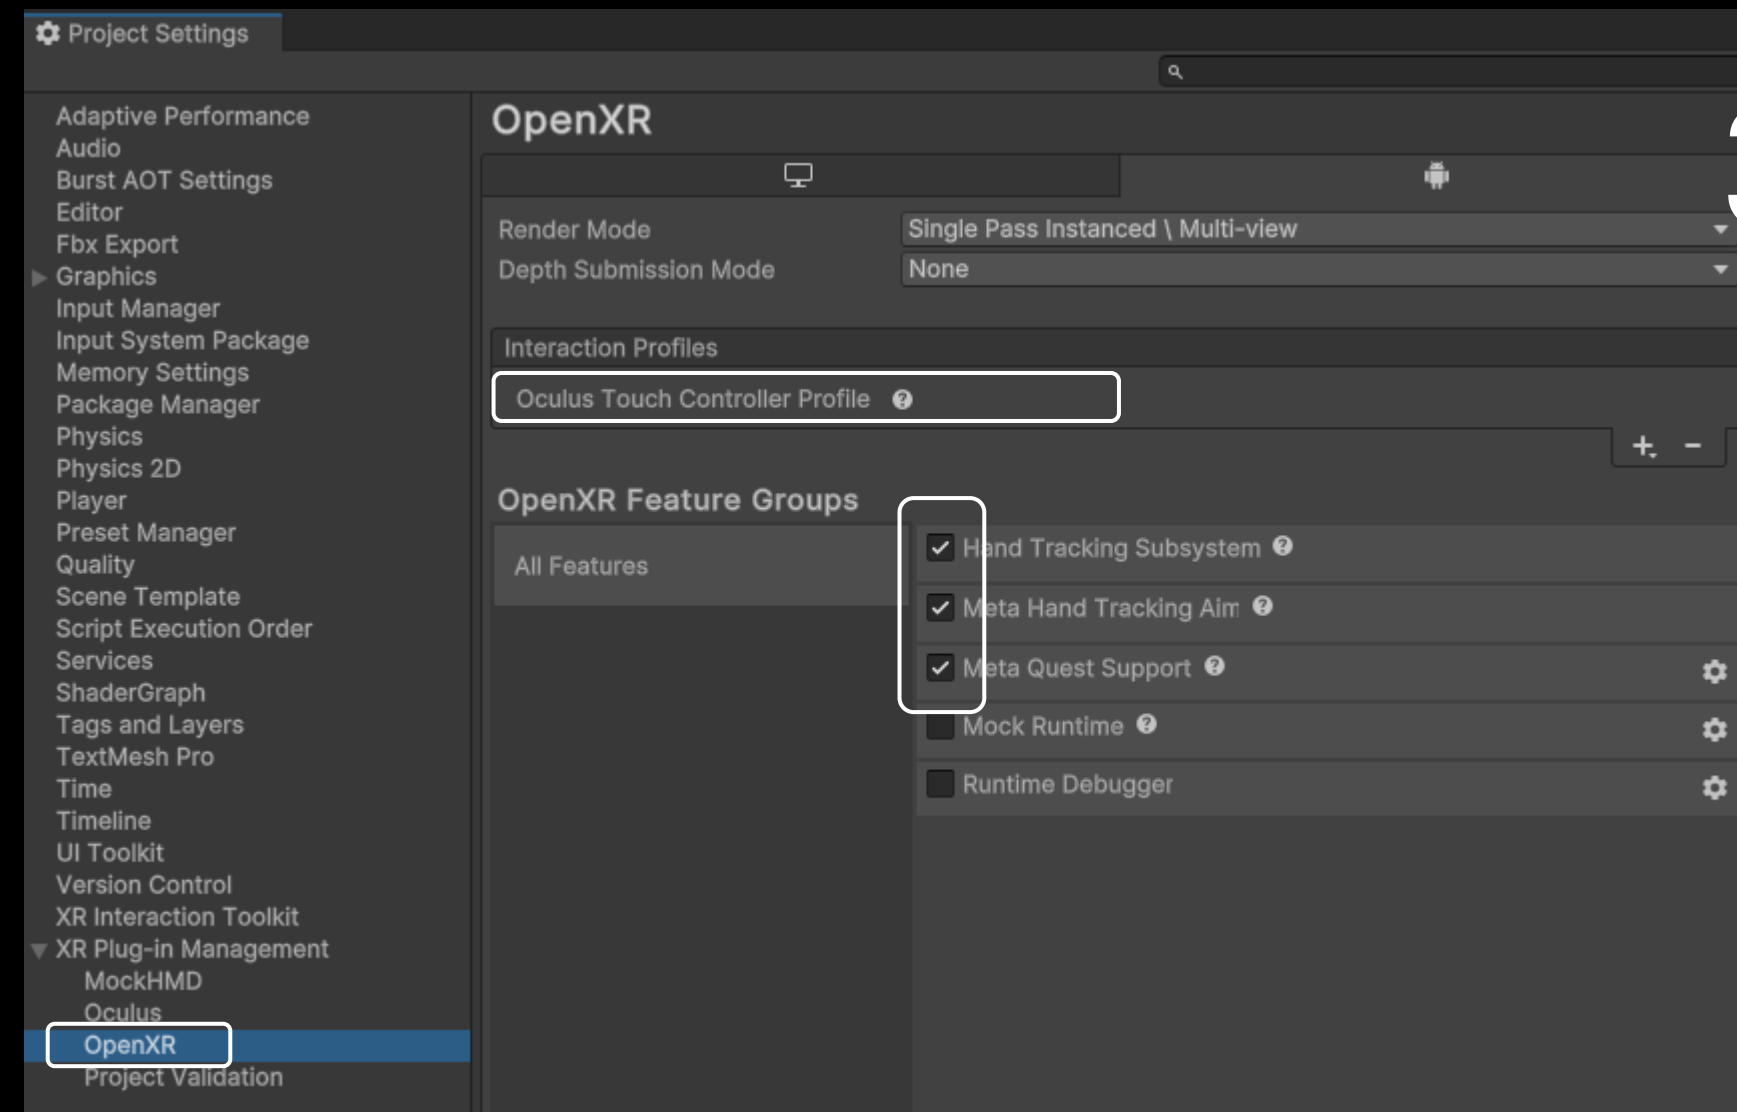 Project Settings
Adaptive Performance
Audio
Burst AOT Settings
Editor
Fbx Export
Graphics
Input Manager
Input System Package
Memory Settings
Package Manager
Physics
Physics 2D
Player
Preset Manager
Quality
Scene Template
Script Execution Order
Services
ShaderGraph
Tags and Layers
TextMesh Pro
Time
Timeline
UI Toolkit
Version Control
XR Interaction Toolkit
XR Plug-in Management
MockHMD
Oculus
OpenXR
Project Validation
OpenXR
Render Mode Single Pass Instanced \ Multi-view
Depth Submission Mode None
Interaction Profiles
Oculus Touch Controller Profile
OpenXR Feature Groups
All Features
Hand Tracking Subsystem
Meta Hand Tracking Aim
Meta Quest Support
Mock Runtime
Runtime Debugger